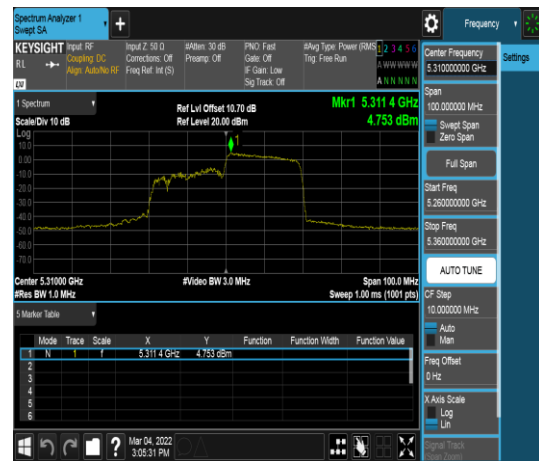 Spectrum Analyzer 1
Swept SA
+
Frequency
KEYSIGHT
RL
Input: RF
Coupling: DC
Align: Auto/No RF
Input Z: 50 Ω
Corrections: Off
Freq Ref: Int (S)
#Atten: 30 dB
Preamp: Off
PNO: Fast
Gate: Off
IF Gain: Low
Sig Track: Off
#Avg Type: Power (RMS
Trig: Free Run
1 2 3 4 5 6
A W W W W W
A N N N N N
LXI
1 Spectrum
Scale/Div 10 dB
Ref Lvl Offset 10.70 dB
Ref Level 20.00 dBm
Mkr1 5.311 4 GHz
4.753 dBm
Log
10.0
0.00
-10.0
-20.0
-30.0
-40.0
-50.0
-60.0
-70.0
1
Center 5.31000 GHz
#Video BW 3.0 MHz
Span 100.0 MHz
#Res BW 1.0 MHz
Sweep 1.00 ms (1001 pts)
5 Marker Table
Mode Trace Scale X Y Function Function Width Function Value
1 N 1 f 5.311 4 GHz 4.753 dBm
2
3
4
5
6
Mar 04, 2022
3:05:31 PM
Center Frequency
5.310000000 GHz
Settings
Span
100.000000 MHz
Swept Span
Zero Span
Full Span
Start Freq
5.260000000 GHz
Stop Freq
5.360000000 GHz
AUTO TUNE
CF Step
10.000000 MHz
Auto
Man
Freq Offset
0 Hz
X Axis Scale
Log
Lin
Signal Track
(Span Zoom)